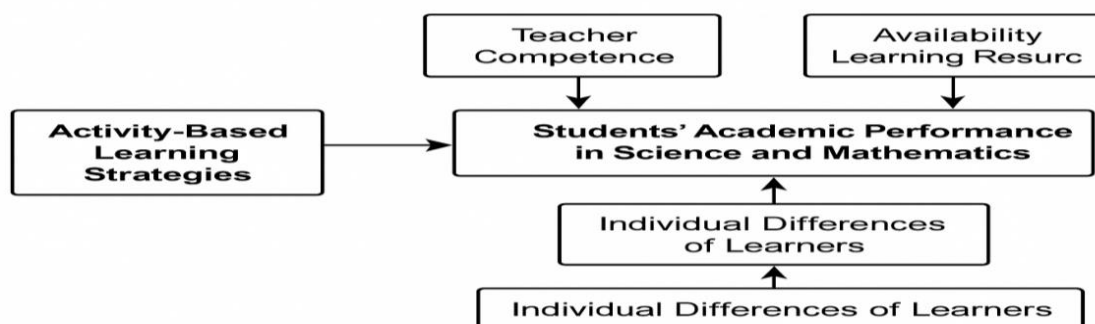 Teacher
Competence
Availability
Learning Resurc
Activity-Based
Learning
Strategies
Students' Academic Performance
in Science and Mathematics
Individual Differences
of Learners
Individual Differences of Learners